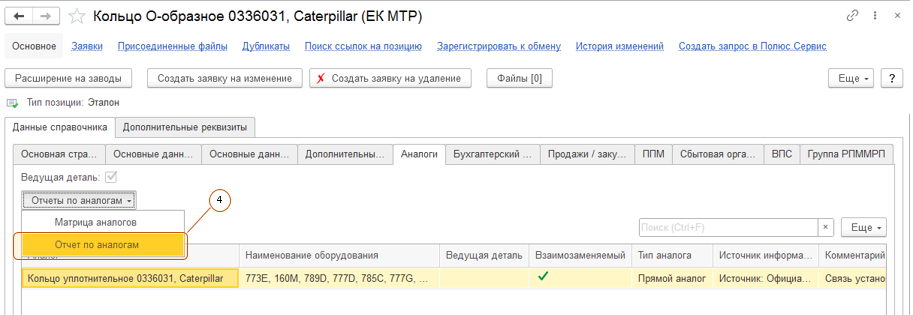 Кольцо О-образное 0336031, Caterpillar (ЕК МТР)
Основное Заявки Присоединенные файлы Дубликаты Поиск ссылок на позицию Зарегистрировать к обмену История изменений Создать запрос в Полюс Сервис
Расширение на заводы Создать заявку на изменение Создать заявку на удаление Файлы [0] Еще ?
Тип позиции: Эталон
Данные справочника Дополнительные реквизиты
Основная стра... Основные данн... Основные данн... Дополнительны... Аналоги Бухгалтерский ... Продажи / заку... ППМ Сбытовая орга... ВПС Группа РПММРП
Ведущая деталь:
Отчеты по аналогам 4
Матрица аналогов
Поиск (Ctrl+F) × Еще
Отчет по аналогам
Наименование оборудования Ведущая деталь Взаимозаменяемый Тип аналога Источник информа... Комментарий
Кольцо уплотнительное 0336031, Caterpillar 773E, 160M, 789D, 777D, 785C, 777G, ... Прямой аналог Источник: Официа... Связь устано